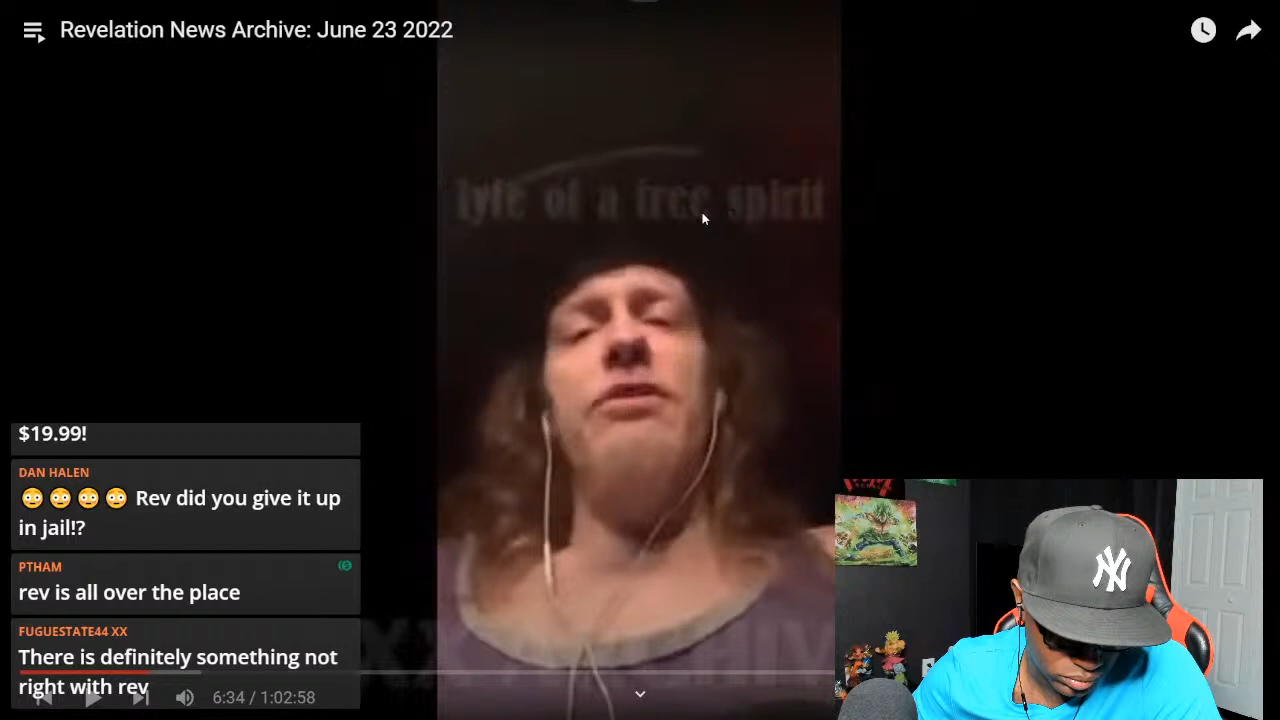 Revelation News Archive: June 23 2022
lyfe of a free spirit
$19.99!
DAN HALEN
😳😳😳😳 Rev did you give it up
in jail!?
PTHAM
rev is all over the place
FUGUESTATE44 XX
There is definitely something not
right with rev
6:34 / 1:02:58
NY